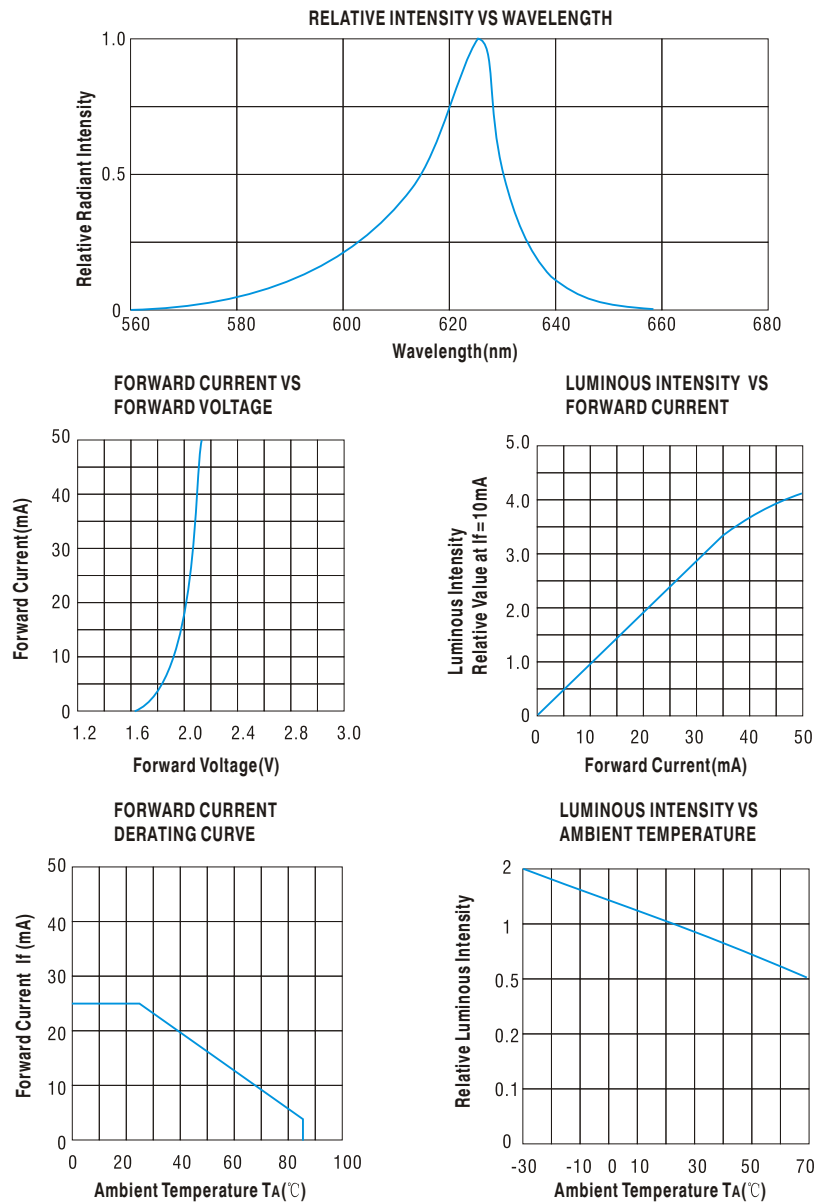 RELATIVE INTENSITY VS WAVELENGTH
1.0
0.5
0
Relative Radiant Intensity
560 580 600 620 640 660 680
Wavelength(nm)
FORWARD CURRENT VS
FORWARD VOLTAGE
50
40
30
20
10
0
Forward Current(mA)
1.2 1.6 2.0 2.4 2.8 3.0
Forward Voltage(V)
LUMINOUS INTENSITY VS
FORWARD CURRENT
5.0
4.0
3.0
2.0
1.0
0
Luminous Intensity
Relative Value at If=10mA
0 10 20 30 40 50
Forward Current(mA)
FORWARD CURRENT
DERATING CURVE
50
40
30
20
10
0
Forward Current If (mA)
0 20 40 60 80 100
Ambient Temperature TA(℃)
LUMINOUS INTENSITY VS
AMBIENT TEMPERATURE
2
1
0.5
0.2
0.1
0
Relative Luminous Intensity
-30 -10 0 10 30 50 70
Ambient Temperature TA(℃)